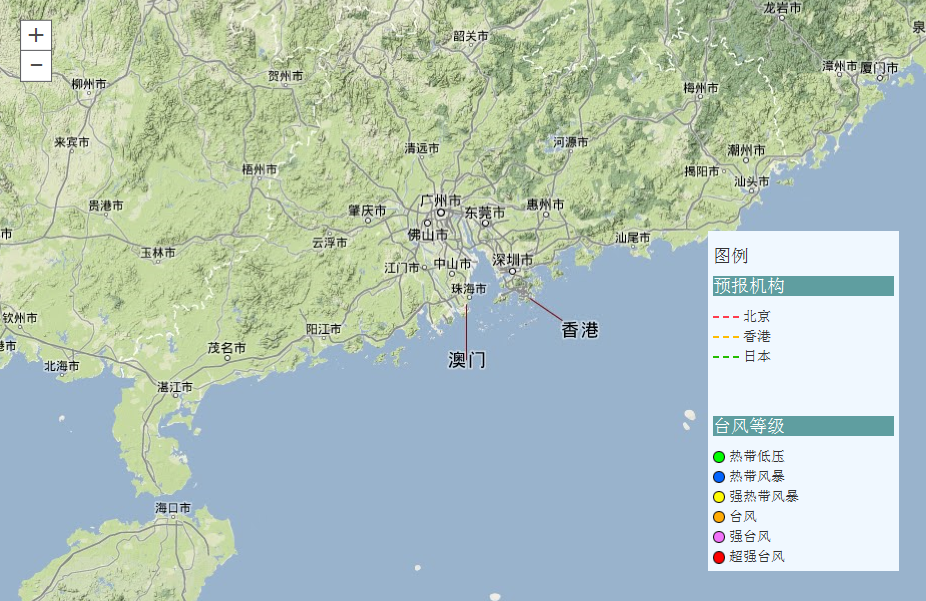 +
−
龙岩市
泉
韶关市
漳州市
厦门市
贺州市
柳州市
梅州市
来宾市
清远市
河源市
潮州市
梧州市
揭阳市
汕头市
贵港市
肇庆市
广州市
东莞市
惠州市
市
云浮市
佛山市
汕尾市
玉林市
江门市
中山市
深圳市
珠海市
钦州市
阳江市
香港
港市
茂名市
澳门
北海市
湛江市
海口市
图例
预报机构
北京
香港
日本
台风等级
热带低压
热带风暴
强热带风暴
台风
强台风
超强台风